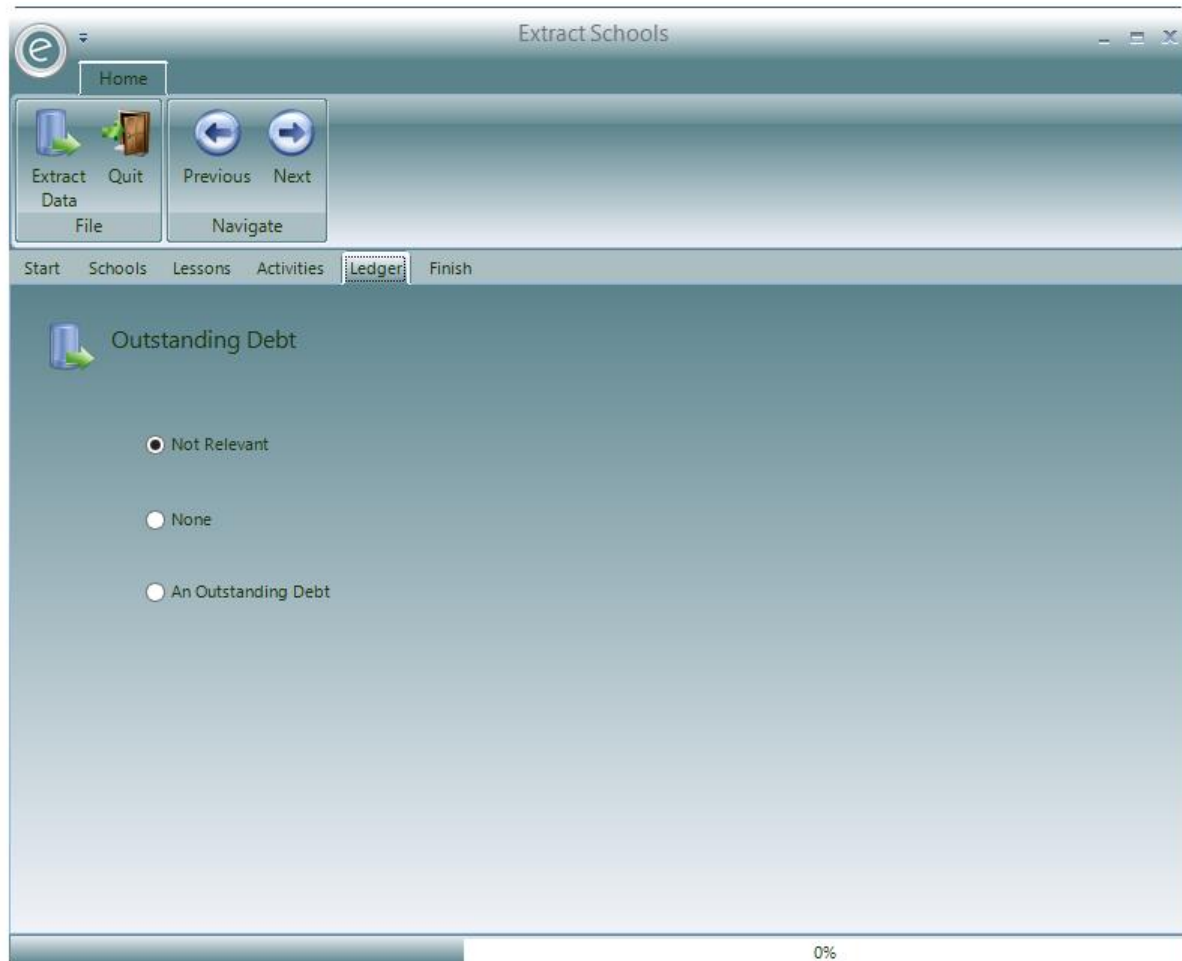 Extract Schools
e
Home
Extract Data
Quit
Previous
Next
File
Navigate
Start Schools Lessons Activities Ledger Finish
Outstanding Debt
Not Relevant
None
An Outstanding Debt
0%